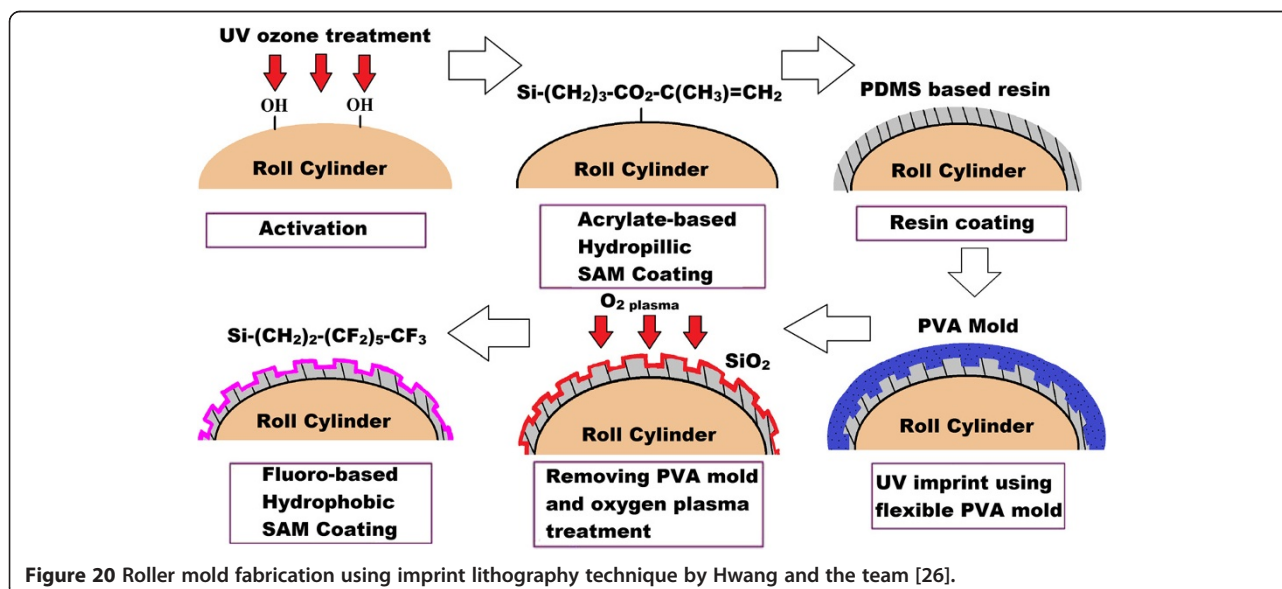 UV ozone treatment
OH
OH
Roll Cylinder
Activation
Si-(CH₂)₃-CO₂-C(CH₃)=CH₂
Roll Cylinder
Acrylate-based
Hydropillic
SAM Coating
PDMS based resin
Roll Cylinder
Resin coating
PVA Mold
Roll Cylinder
UV imprint using
flexible PVA mold
O₂ plasma
SiO₂
Roll Cylinder
Removing PVA mold
and oxygen plasma
treatment
Si-(CH₂)₂-(CF₂)₅-CF₃
Roll Cylinder
Fluoro-based
Hydrophobic
SAM Coating
Figure 20 Roller mold fabrication using imprint lithography technique by Hwang and the team [26].